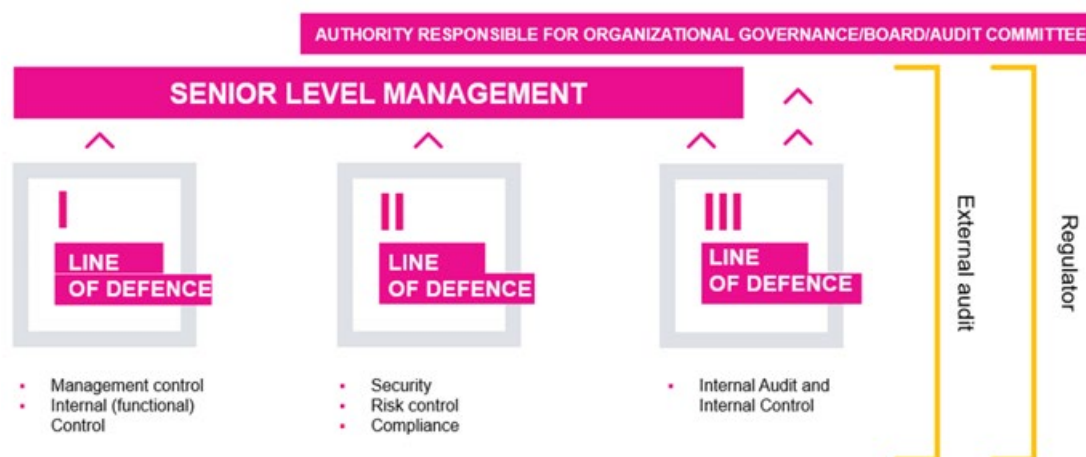 AUTHORITY RESPONSIBLE FOR ORGANIZATIONAL GOVERNANCE/BOARD/AUDIT COMMITTEE
SENIOR LEVEL MANAGEMENT
I
LINE
OF DEFENCE
• Management control
• Internal (functional)
Control
II
LINE
OF DEFENCE
• Security
• Risk control
• Compliance
III
LINE
OF DEFENCE
• Internal Audit and
Internal Control
External audit
Regulator